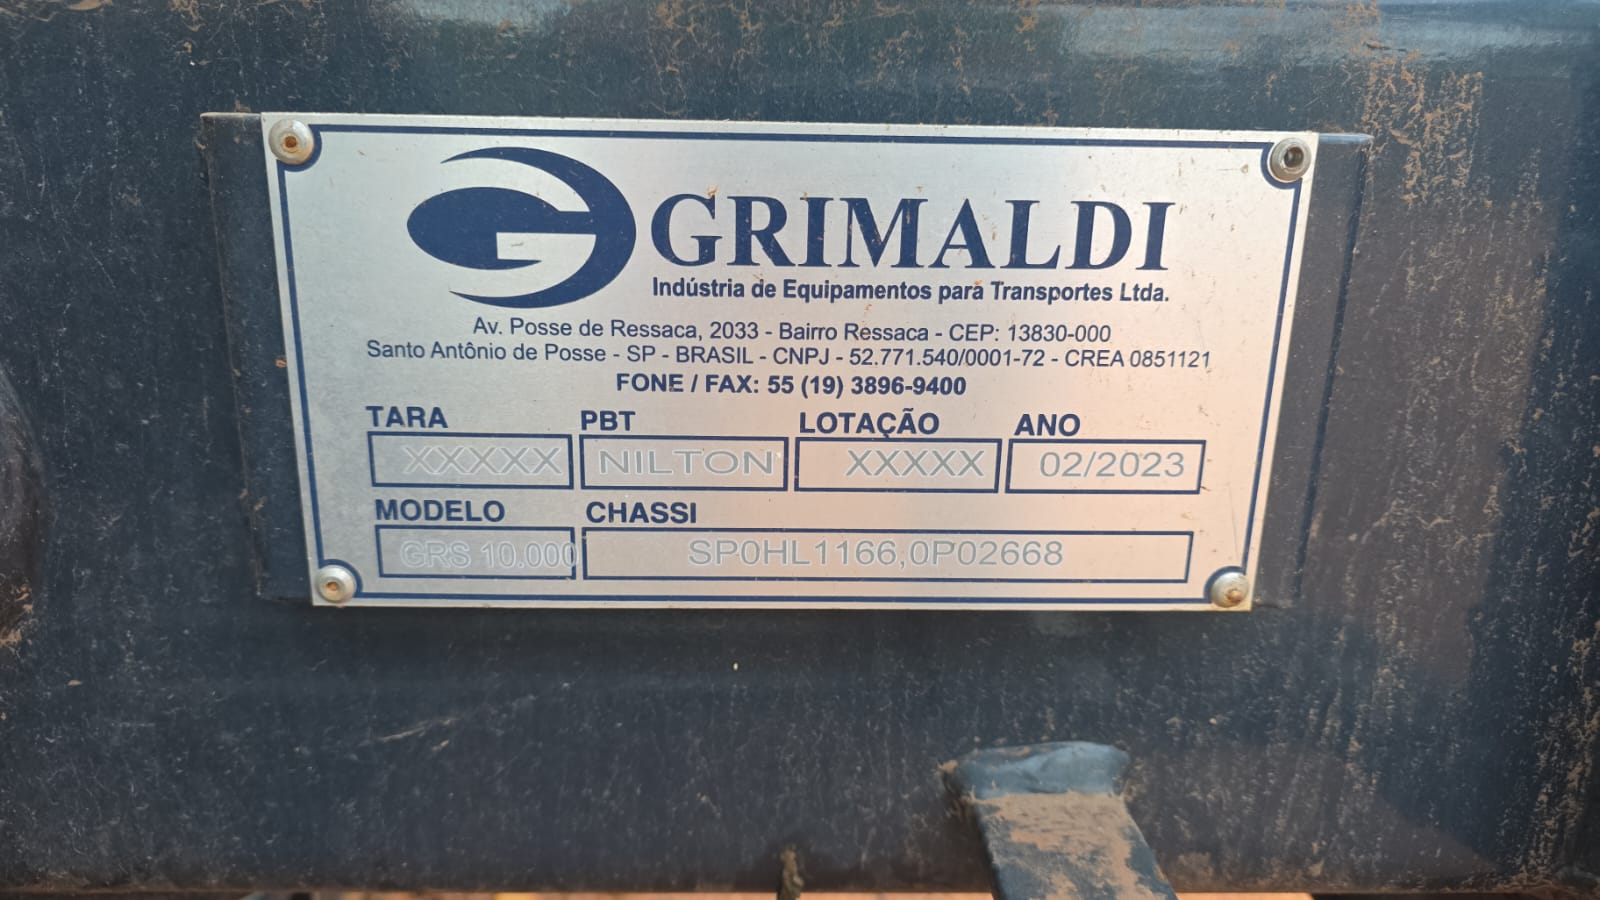 GRIMALDI
Indústria de Equipamentos para Transportes Ltda.
Av. Posse de Ressaca, 2033 - Bairro Ressaca - CEP: 13830-000
Santo Antônio de Posse - SP - BRASIL - CNPJ - 52.771.540/0001-72 - CREA 0851121
FONE / FAX: 55 (19) 3896-9400
TARA PBT LOTAÇÃO ANO
XXXXX NILTON XXXXX 02/2023
MODELO CHASSI
GRS 10.000 SP0HL1166,0P02668